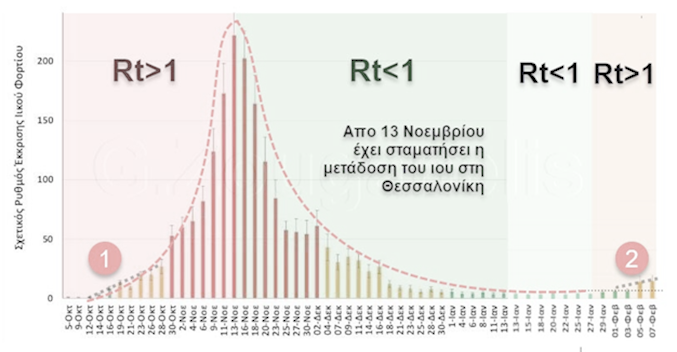 Σχετικός Ρυθμός Έκκρισης Ιικού Φορτίου
200
150
100
50
0
Rt>1
Rt<1
Rt<1
Rt>1
Απο 13 Νοεμβρίου
έχει σταματήσει η
μετάδοση του ιου στη
Θεσσαλονίκη
1
2
5-Οκτ
9-Οκτ
12-Οκτ
14-Οκτ
16-Οκτ
19-Οκτ
21-Οκτ
23-Οκτ
26-Οκτ
28-Οκτ
30-Οκτ
2-Νοε
4-Νοε
6-Νοε
9-Νοε
11-Νοε
13-Νοε
16-Νοε
18-Νοε
20-Νοε
23-Νοε
25-Νοε
27-Νοε
30-Νοε
02-Δεκ
04-Δεκ
07-Δεκ
09-Δεκ
11-Δεκ
14-Δεκ
16-Δεκ
18-Δεκ
21-Δεκ
23-Δεκ
1-Ιαν
4-Ιαν
6-Ιαν
8-Ιαν
11-Ιαν
13-Ιαν
13-Ιαν
15-Ιαν
18-Ιαν
20-Ιαν
22-Ιαν
25-Ιαν
27-Ιαν
29-Ιαν
01-Φεβ
03-Φεβ
05-Φεβ
07-Φεβ